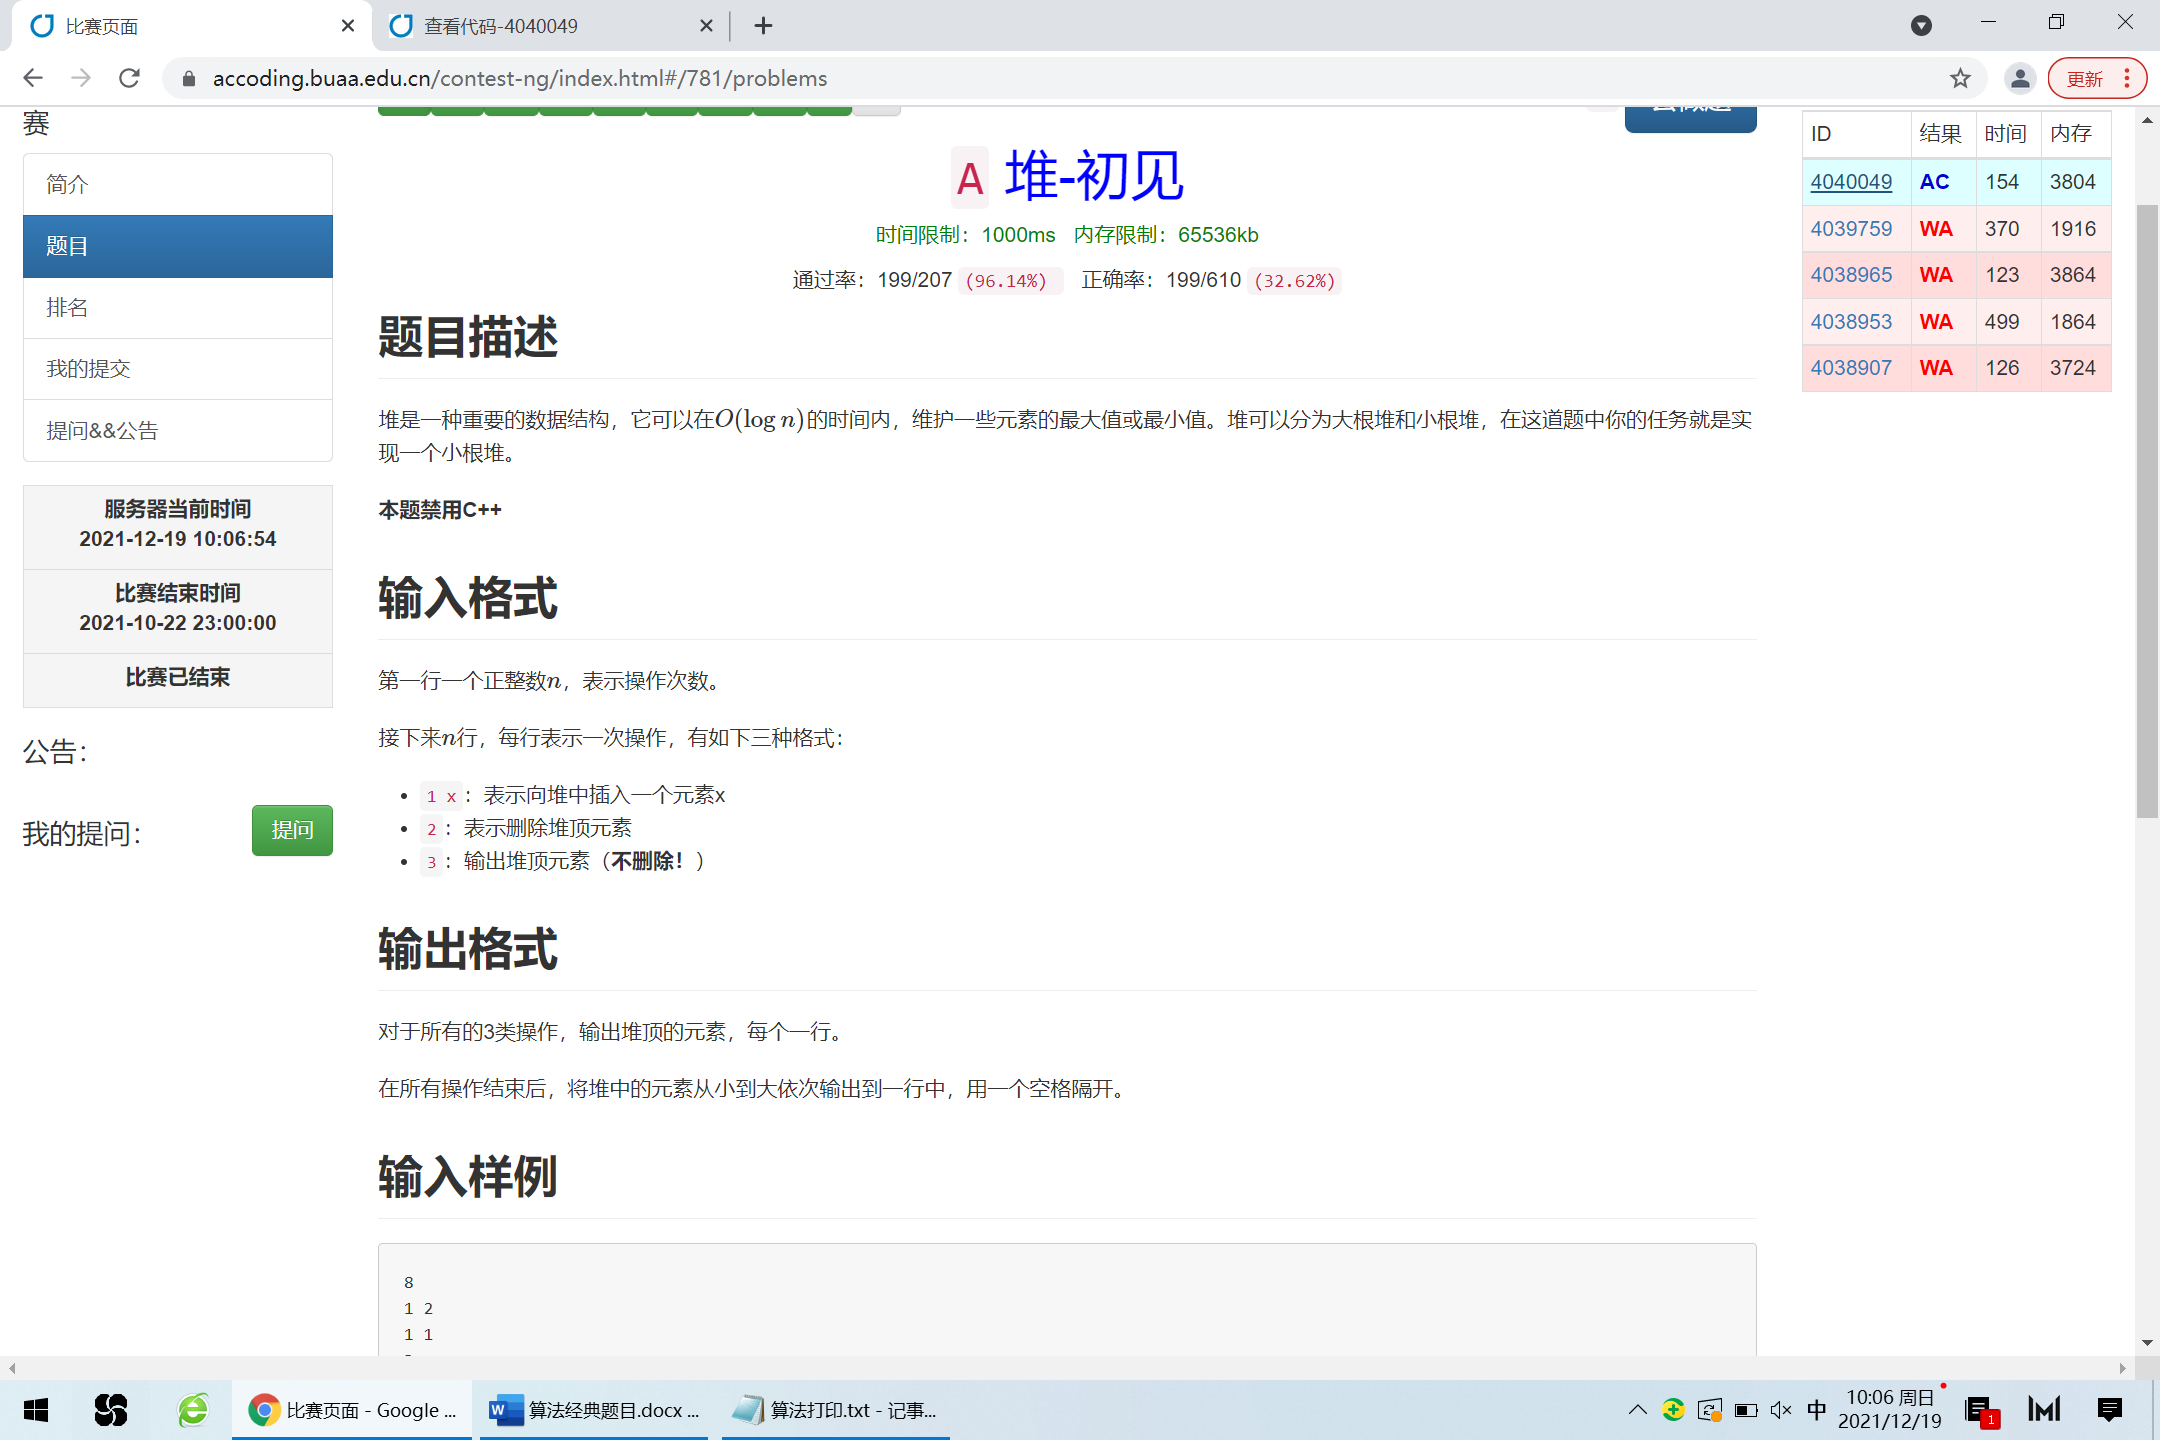 比赛页面
查看代码-4040049
accoding.buaa.edu.cn/contest-ng/index.html#/781/problems
更新
赛
简介
题目
排名
我的提交
提问&&公告
服务器当前时间
2021-12-19 10:06:54
比赛结束时间
2021-10-22 23:00:00
比赛已结束
公告：
我的提问：
提问
A 堆-初见
时间限制：1000ms 内存限制：65536kb
通过率：199/207 (96.14%) 正确率：199/610 (32.62%)
题目描述
堆是一种重要的数据结构，它可以在O(log n)的时间内，维护一些元素的最大值或最小值。堆可以分为大根堆和小根堆，在这道题中你的任务就是实
现一个小根堆。
本题禁用C++
输入格式
第一行一个正整数n，表示操作次数。
接下来n行，每行表示一次操作，有如下三种格式：
• 1 x：表示向堆中插入一个元素x
• 2：表示删除堆顶元素
• 3：输出堆顶元素（不删除！）
输出格式
对于所有的3类操作，输出堆顶的元素，每个一行。
在所有操作结束后，将堆中的元素从小到大依次输出到一行中，用一个空格隔开。
输入样例
8
1 2
1 1
ID 结果 时间 内存
4040049 AC 154 3804
4039759 WA 370 1916
4038965 WA 123 3864
4038953 WA 499 1864
4038907 WA 126 3724
比赛页面 - Google ...
算法经典题目.docx ...
算法打印.txt - 记事...
中
10:06 周日
2021/12/19
1